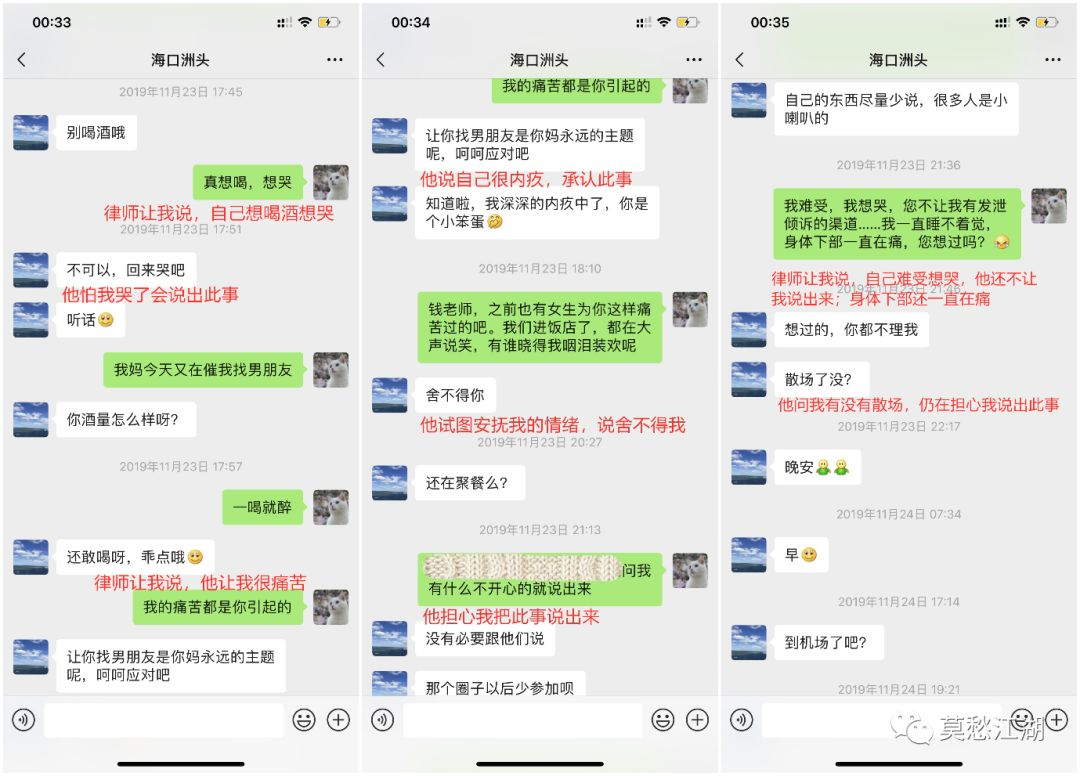 00:33
海口洲头
2019年11月23日 17:45
别喝酒哦
真想喝，想哭
律师让我说，自己想喝酒想哭
2019年11月23日 17:51
不可以，回来哭吧
他怕我哭了会说出此事
听话
我妈今天又在催我找男朋友
你酒量怎么样呀？
2019年11月23日 17:57
一喝就醉
还敢喝呀，乖点哦
律师让我说，他让我很痛苦
我的痛苦都是你引起的
让你找男朋友是你妈永远的主题
呢，呵呵应对吧
00:34
海口洲头
我的痛苦都是你引起的
让你找男朋友是你妈永远的主题
呢，呵呵应对吧
他说自己很内疚，承认此事
知道啦，我深深的内疚中了，你是
个小笨蛋
2019年11月23日 18:10
钱老师，之前也有女生为你这样痛
苦过的吧。我们进饭店了，都在大
声说笑，有谁晓得我咽泪装欢呢
舍不得你
他试图安抚我的情绪，说舍不得我
2019年11月23日 20:27
还在聚餐么？
2019年11月23日 21:13
问我
有什么不开心的就说出来
他担心我把此事说出来
没有必要跟他们说
那个圈子以后少参加呗
00:35
海口洲头
自己的东西尽量少说，很多人是小
喇叭的
2019年11月23日 21:36
我难受，我想哭，您不让我有发泄
倾诉的渠道……我一直睡不着觉，
身体下部一直在痛，您想过吗？
律师让我说，自己难受想哭，他还不让
2019年11月23日 21:46
我说出来；身体下部还一直在痛
想过的，你都不理我
散场了没？
他问我有没有散场，仍在担心我说出此事
2019年11月23日 22:17
晚安
2019年11月24日 07:34
早
2019年11月24日 17:14
到机场了吧？
2019年11月24日 19:21
莫愁江湖